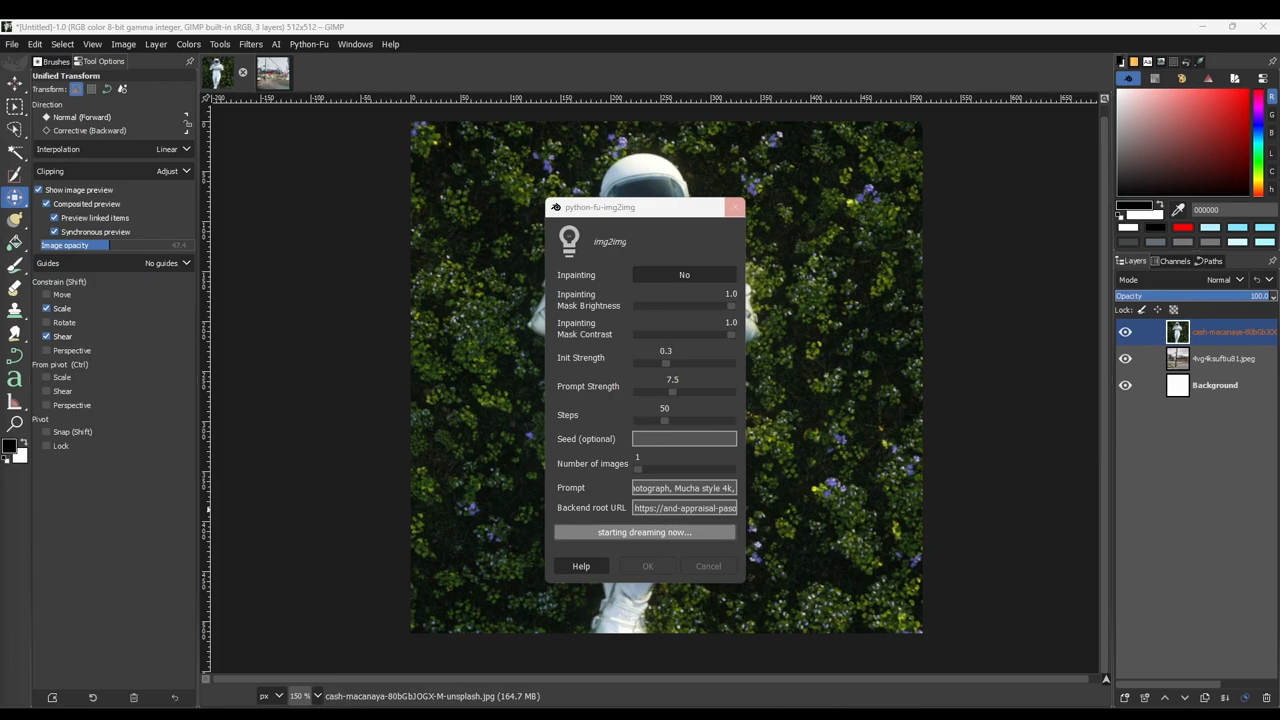 *[Untitled]-1.0 (RGB color 8-bit gamma integer, GIMP built-in sRGB, 3 layers) 512x512 – GIMP
File Edit Select View Image Layer Colors Tools Filters AI Python-Fu Windows Help
Brushes Tool Options
Unified Transform
Transform:
Direction
Normal (Forward)
Corrective (Backward)
Interpolation Linear
Clipping Adjust
Show image preview
Composited preview
Preview linked items
Synchronous preview
Image opacity 47.4
Guides No guides
Constrain (Shift)
Move
Scale
Rotate
Shear
Perspective
From pivot (Ctrl)
Scale
Shear
Perspective
Pivot
Snap (Shift)
Lock
python-fu-img2img
img2img
Inpainting No
Inpainting Mask Brightness 1.0
Inpainting Mask Contrast 1.0
Init Strength 0.3
Prompt Strength 7.5
Steps 50
Seed (optional)
Number of images 1
Prompt otograph, Mucha style 4k,
Backend root URL https://and-appraisal-paso
starting dreaming now...
Help OK Cancel
px 150 % cash-macanaya-80bGbJOGX-M-unsplash.jpg (164.7 MB)
R
G
B
L
C
h
000000
Layers Channels Paths
Mode Normal
Opacity 100.0
Lock:
cash-macanaya-80bGbJOG
4vg4ksuftiu81.jpeg
Background